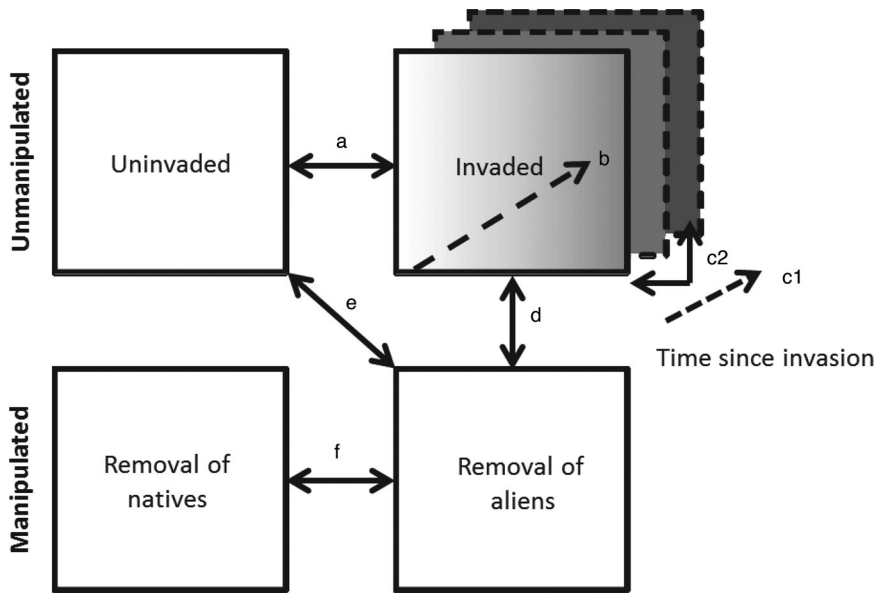 Unmanipulated
Uninvaded
a
Invaded
b
c2
c1
e
d
Time since invasion
Manipulated
Removal of
natives
f
Removal of
aliens